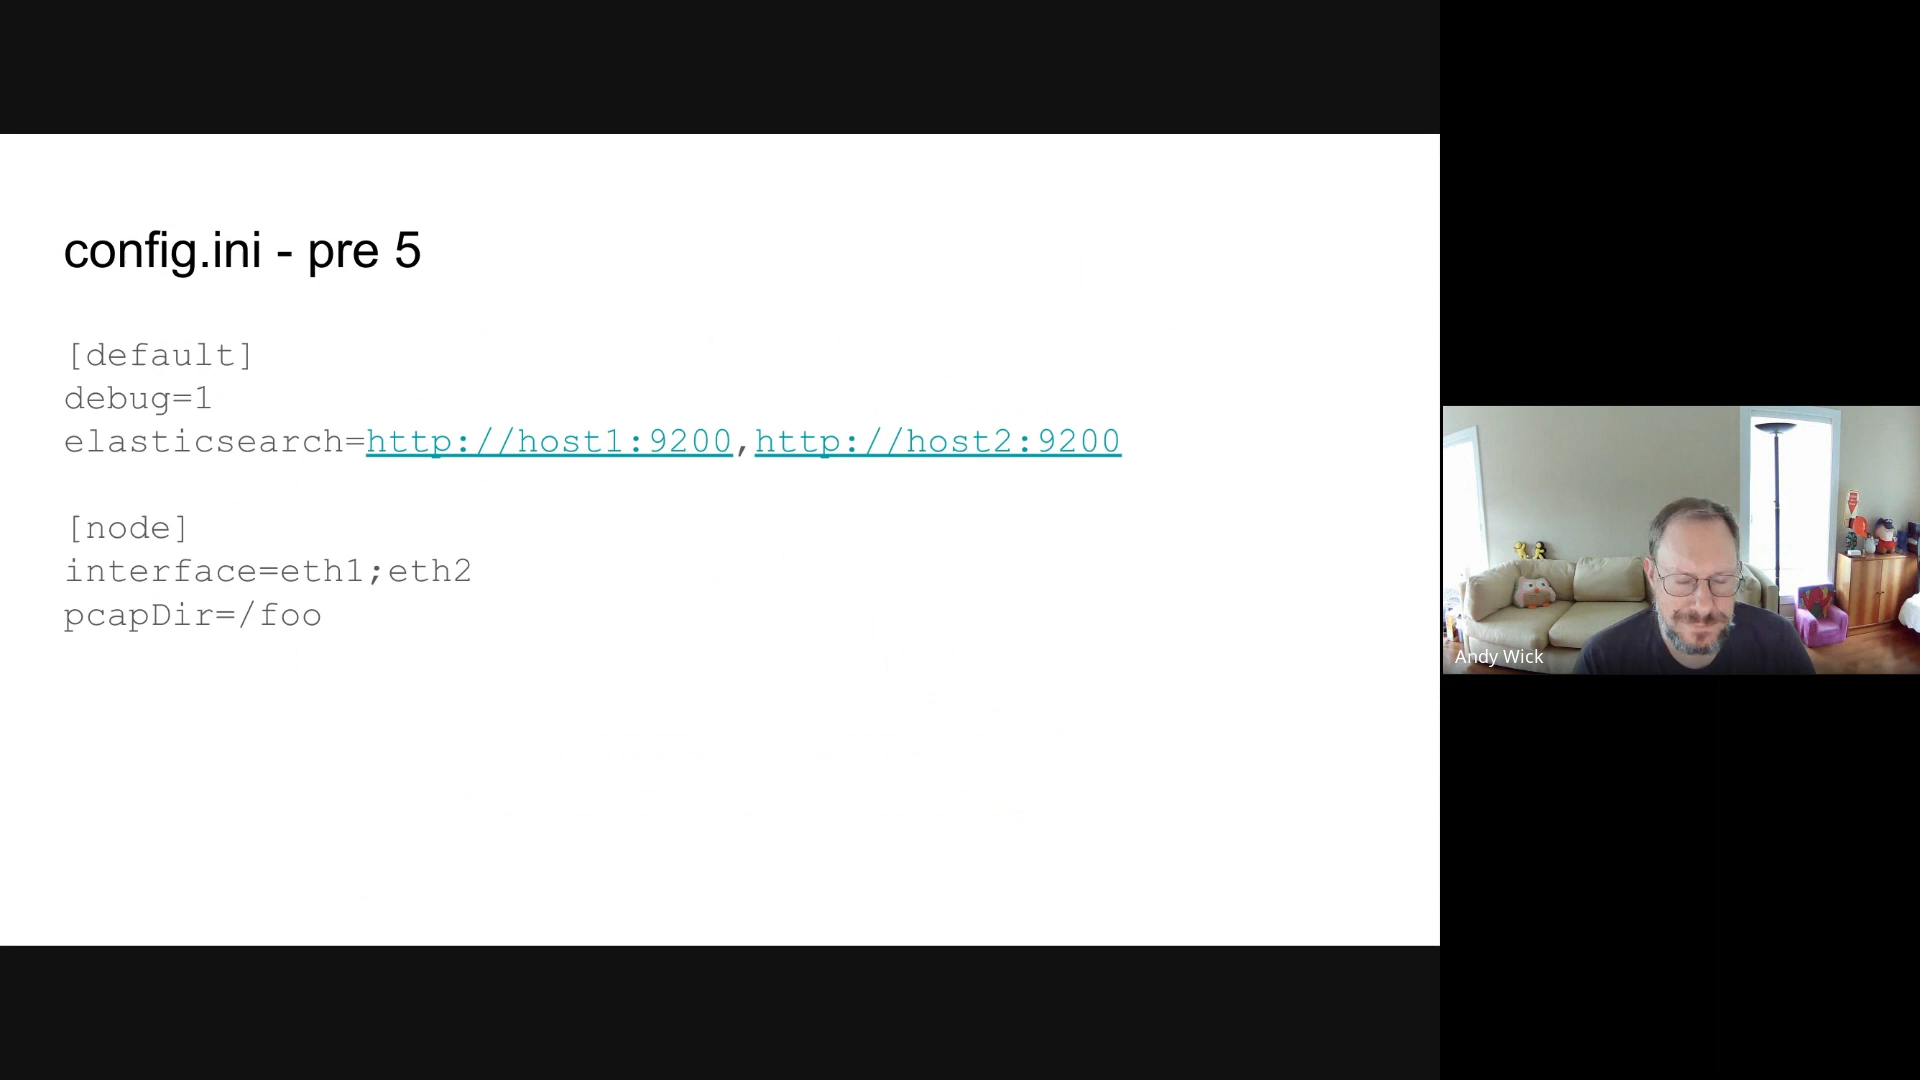 config.ini - pre 5
[default]
debug=1
elasticsearch=http://host1:9200,http://host2:9200
[node]
interface=eth1;eth2
pcapDir=/foo
Andy Wick